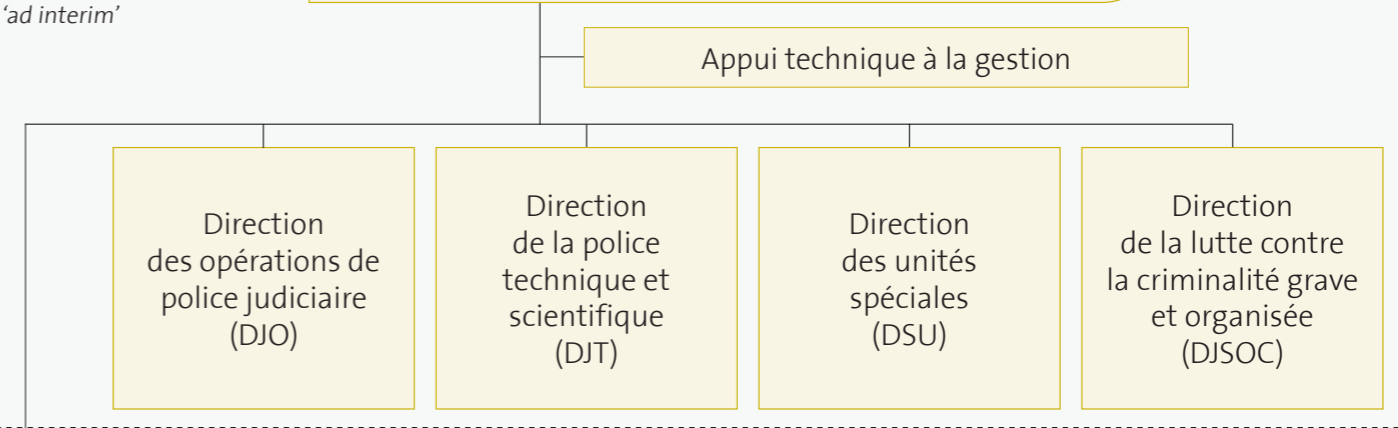 ‘ad interim’
Appui technique à la gestion
Direction
des opérations de
police judiciaire
(DJO)
Direction
de la police
technique et
scientifique
(DJT)
Direction
des unités
spéciales
(DSU)
Direction
de la lutte contre
la criminalité grave
et organisée
(DJSOC)